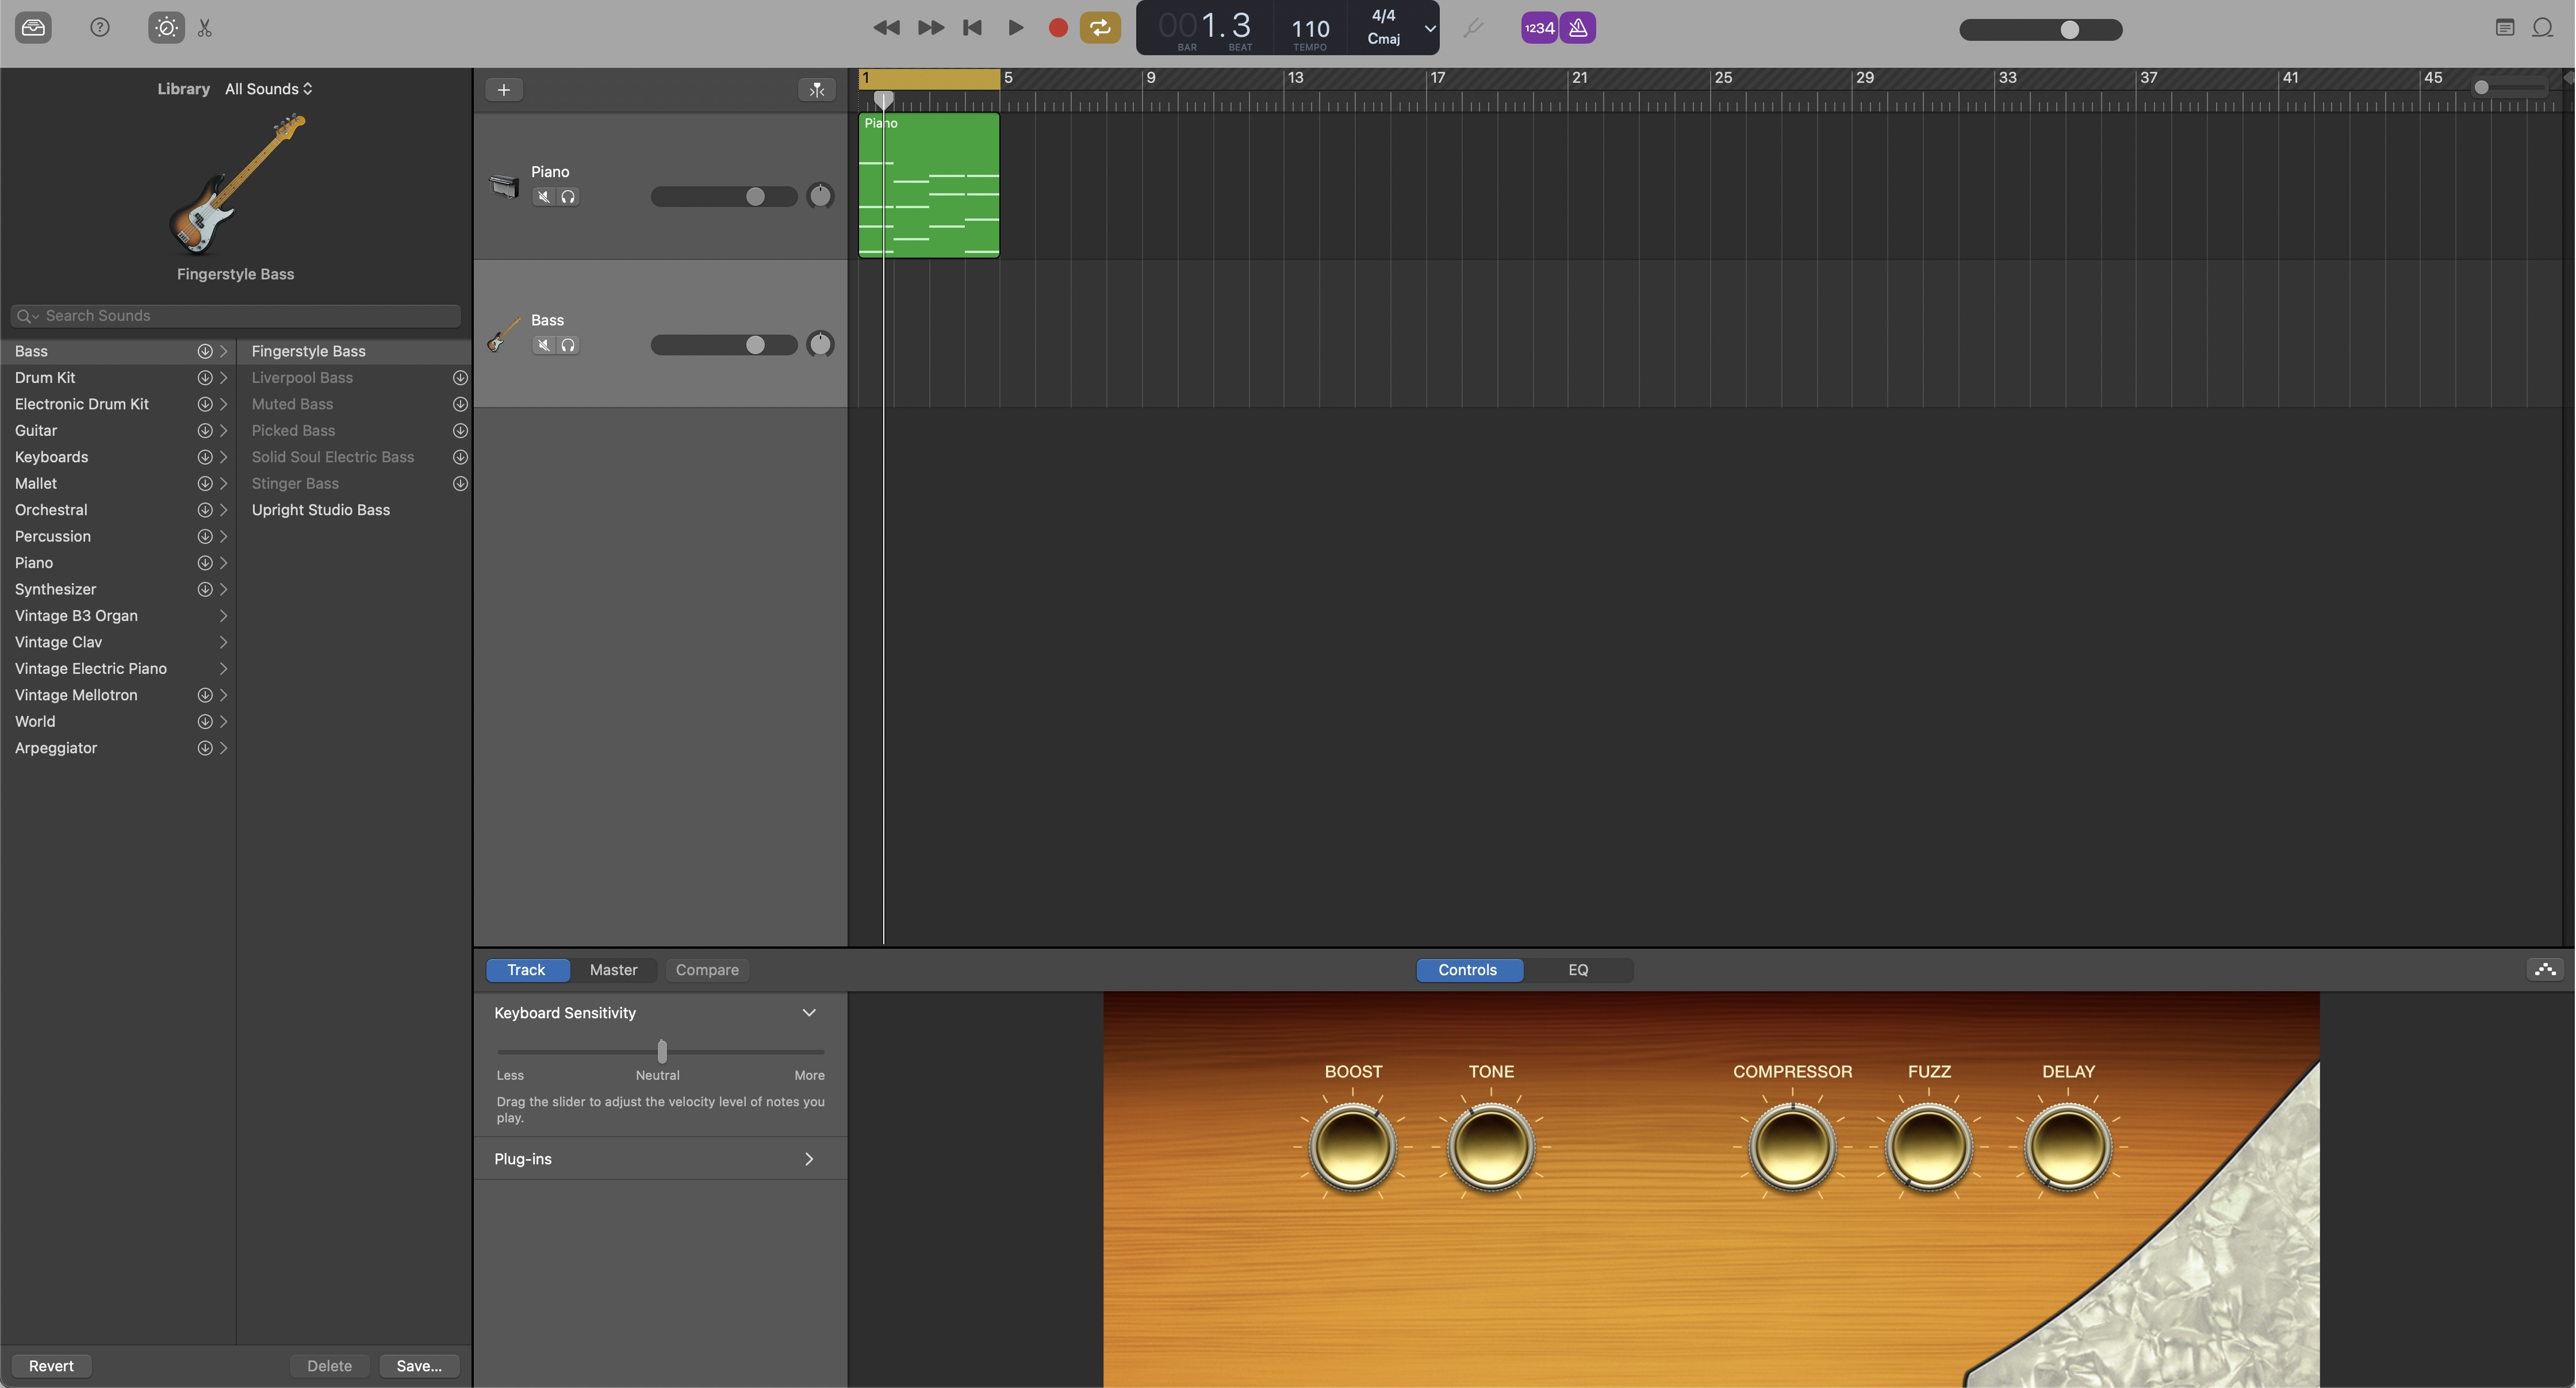 001.3
BAR BEAT
110
TEMPO
4/4
Cmaj
1234
Library All Sounds
Fingerstyle Bass
Search Sounds
Bass
Drum Kit
Electronic Drum Kit
Guitar
Keyboards
Mallet
Orchestral
Percussion
Piano
Synthesizer
Vintage B3 Organ
Vintage Clav
Vintage Electric Piano
Vintage Mellotron
World
Arpeggiator
Fingerstyle Bass
Liverpool Bass
Muted Bass
Picked Bass
Solid Soul Electric Bass
Stinger Bass
Upright Studio Bass
Revert
Delete
Save...
1 5 9 13 17 21 25 29 33 37 41 45
Piano
Piano
Bass
Track
Master
Compare
Controls
EQ
Keyboard Sensitivity
Less Neutral More
Drag the slider to adjust the velocity level of notes you
play.
Plug-ins
BOOST
TONE
COMPRESSOR
FUZZ
DELAY